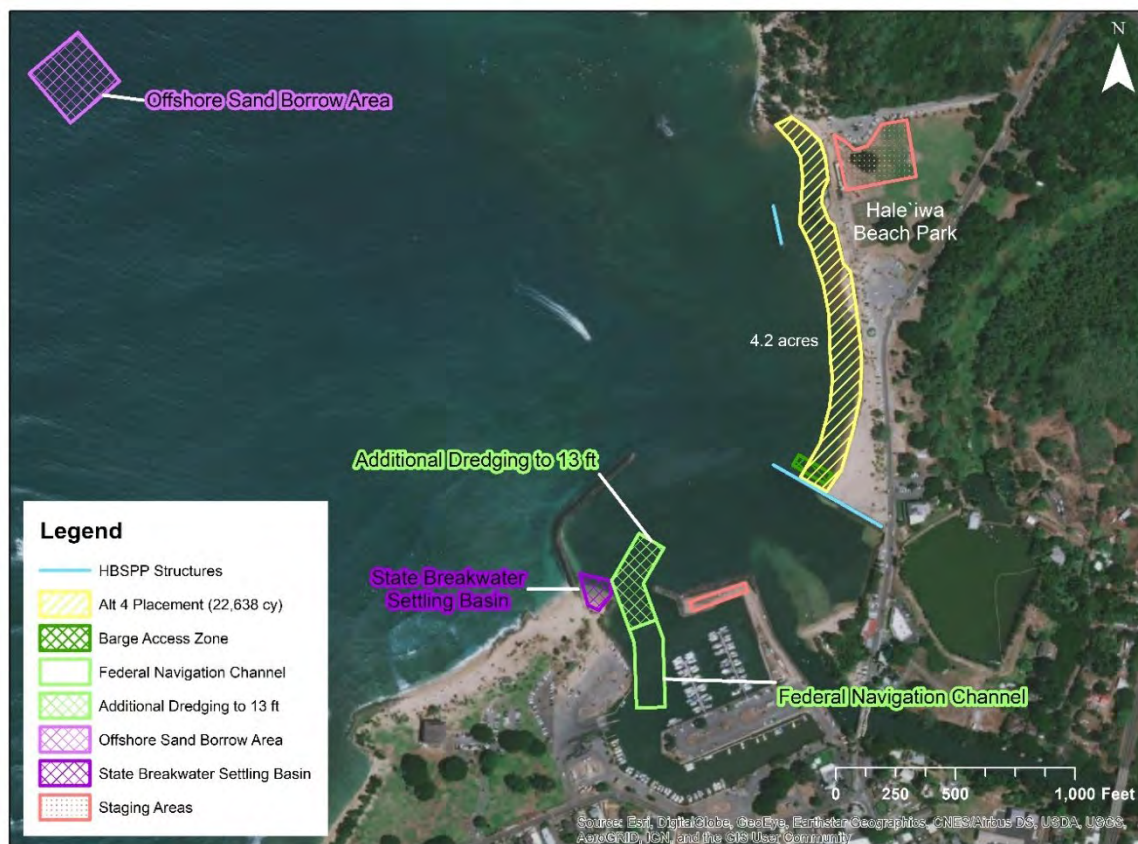 N
Offshore Sand Borrow Area
Hale`iwa
Beach Park
4.2 acres
Additional Dredging to 13 ft
State Breakwater
Settling Basin
Federal Navigation Channel
Legend
HBSPP Structures
Alt 4 Placement (22,638 cy)
Barge Access Zone
Federal Navigation Channel
Additional Dredging to 13 ft
Offshore Sand Borrow Area
State Breakwater Settling Basin
Staging Areas
0 250 500 1,000 Feet
Source: Esri, DigitalGlobe, GeoEye, Earthstar Geographics, CNES/Airbus DS, USDA, USGS,
AeroGRID, IGN, and the GIS User Community